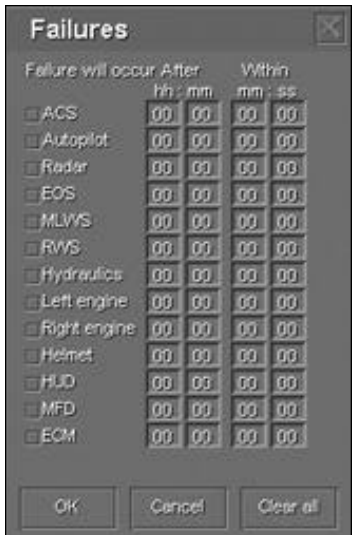 Failures
Failure will occur After Within
hh : mm mm : ss
ACS 00 00 00 00
Autopilot 00 00 00 00
Radar 00 00 00 00
EOS 00 00 00 00
MLWS 00 00 00 00
RWS 00 00 00 00
Hydraulics 00 00 00 00
Left engine 00 00 00 00
Right engine 00 00 00 00
Helmet 00 00 00 00
HUD 00 00 00 00
MFD 00 00 00 00
ECM 00 00 00 00
OK Cancel Clear all